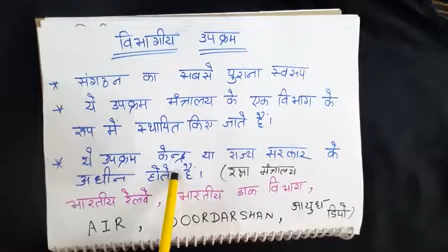 विभागीय उपक्रम
* संगठन का सबसे पुराना स्वरूप
* ये उपक्रम मंत्रालय के एक विभाग के
रूप में स्थापित किए जाते हैं
* ये उपक्रम केन्द्र या राज्य सरकार के
अधीन होते है। (रक्षा मंत्रालय
भारतीय रेलवे, भारतीय डाक विभाग,
AIR, DOORDARSHAN, आयुध डिपो)